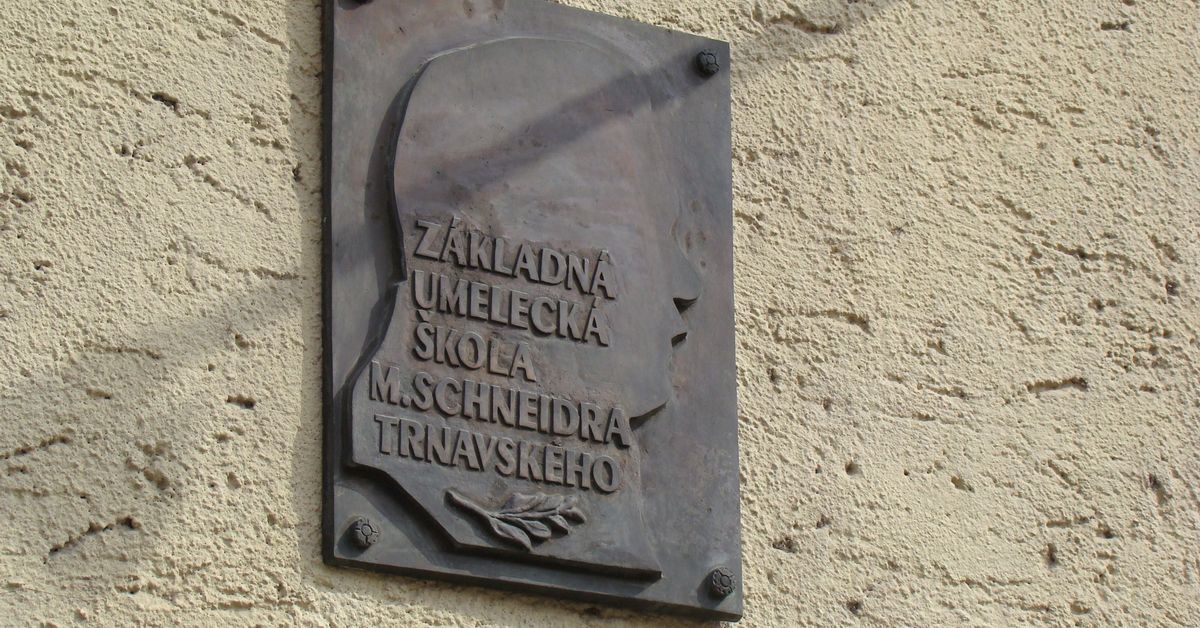 ZÁKLADNÁ
UMELECKÁ
ŠKOLA
M.SCHNEIDRA
TRNAVSKÉHO